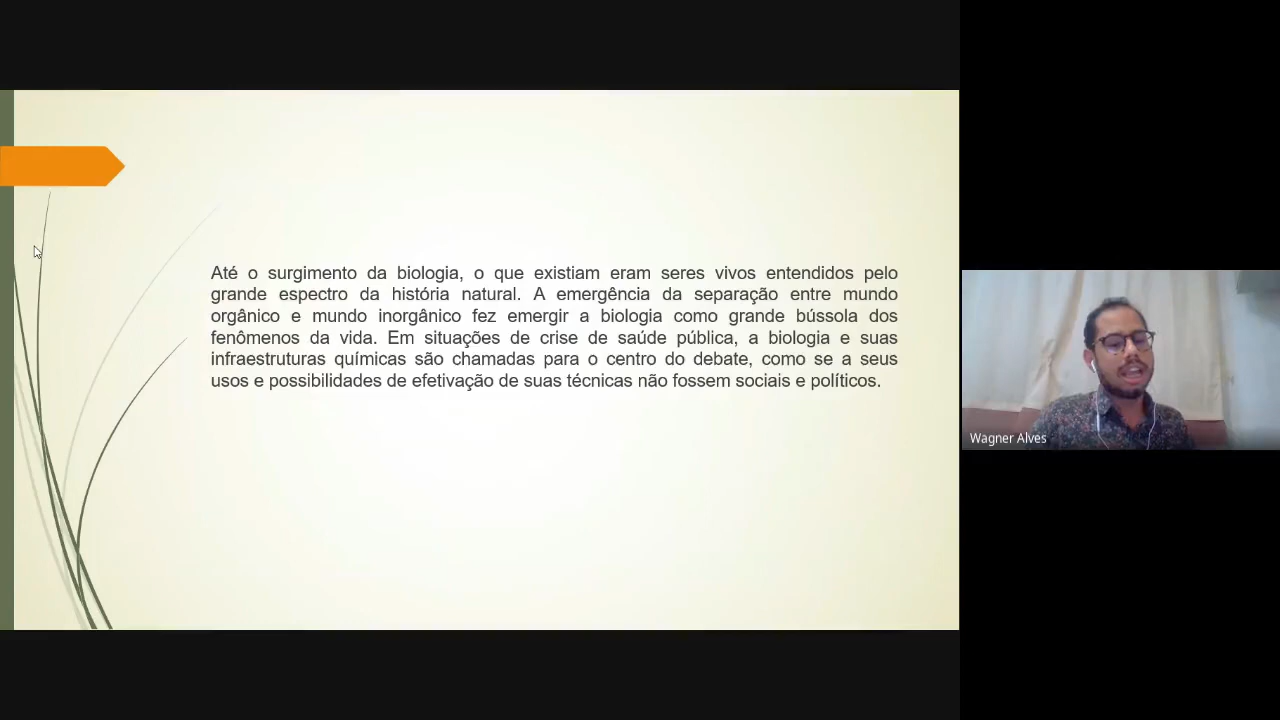 Até o surgimento da biologia, o que existiam eram seres vivos entendidos pelo
grande espectro da história natural. A emergência da separação entre mundo
orgânico e mundo inorgânico fez emergir a biologia como grande bússola dos
fenômenos da vida. Em situações de crise de saúde pública, a biologia e suas
infraestruturas químicas são chamadas para o centro do debate, como se a seus
usos e possibilidades de efetivação de suas técnicas não fossem sociais e políticos.
Wagner Alves